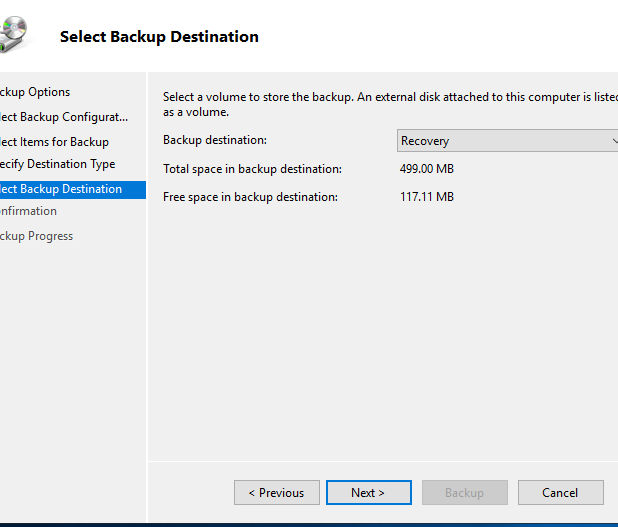 Select Backup Destination
ckup Options
lect Backup Configurat...
lect Items for Backup
ecify Destination Type
lect Backup Destination
nfirmation
ckup Progress
Select a volume to store the backup. An external disk attached to this computer is listed
as a volume.
Backup destination: Recovery
Total space in backup destination: 499.00 MB
Free space in backup destination: 117.11 MB
< Previous Next > Backup Cancel